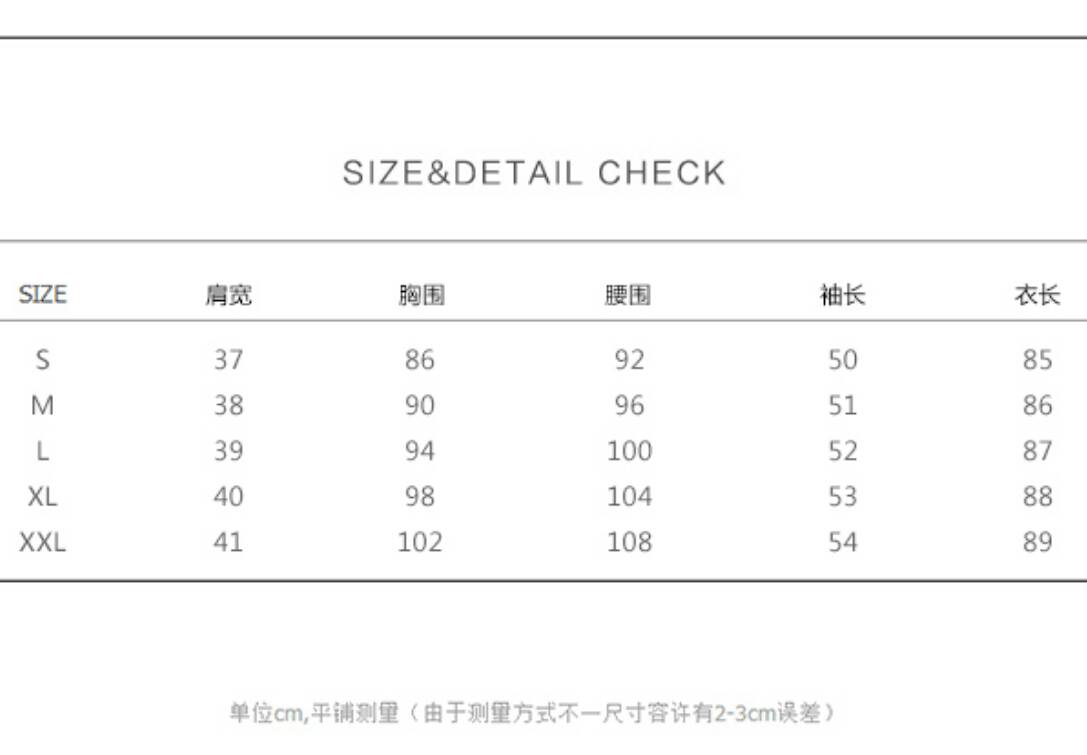 SIZE&DETAIL CHECK
SIZE 肩宽 胸围 腰围 袖长 衣长
S 37 86 92 50 85
M 38 90 96 51 86
L 39 94 100 52 87
XL 40 98 104 53 88
XXL 41 102 108 54 89
单位cm,平铺测量（由于测量方式不一尺寸容许有2-3cm误差）